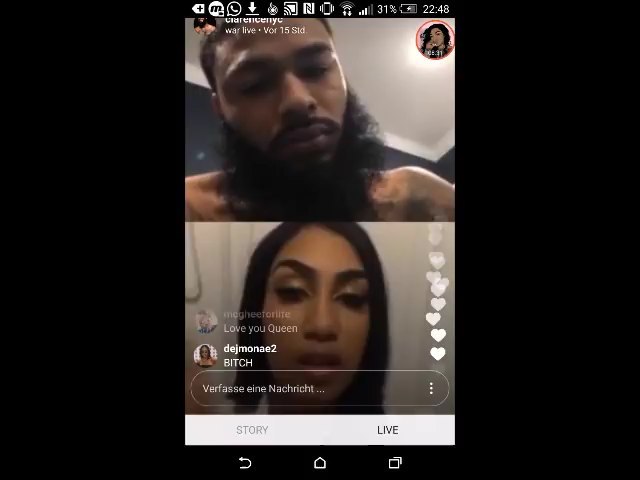 31% 22:48
clarencenyc
war live • Vor 15 Std.
mcgheeforlife
Love you Queen
dejmonae2
BITCH
Verfasse eine Nachricht ...
STORY LIVE